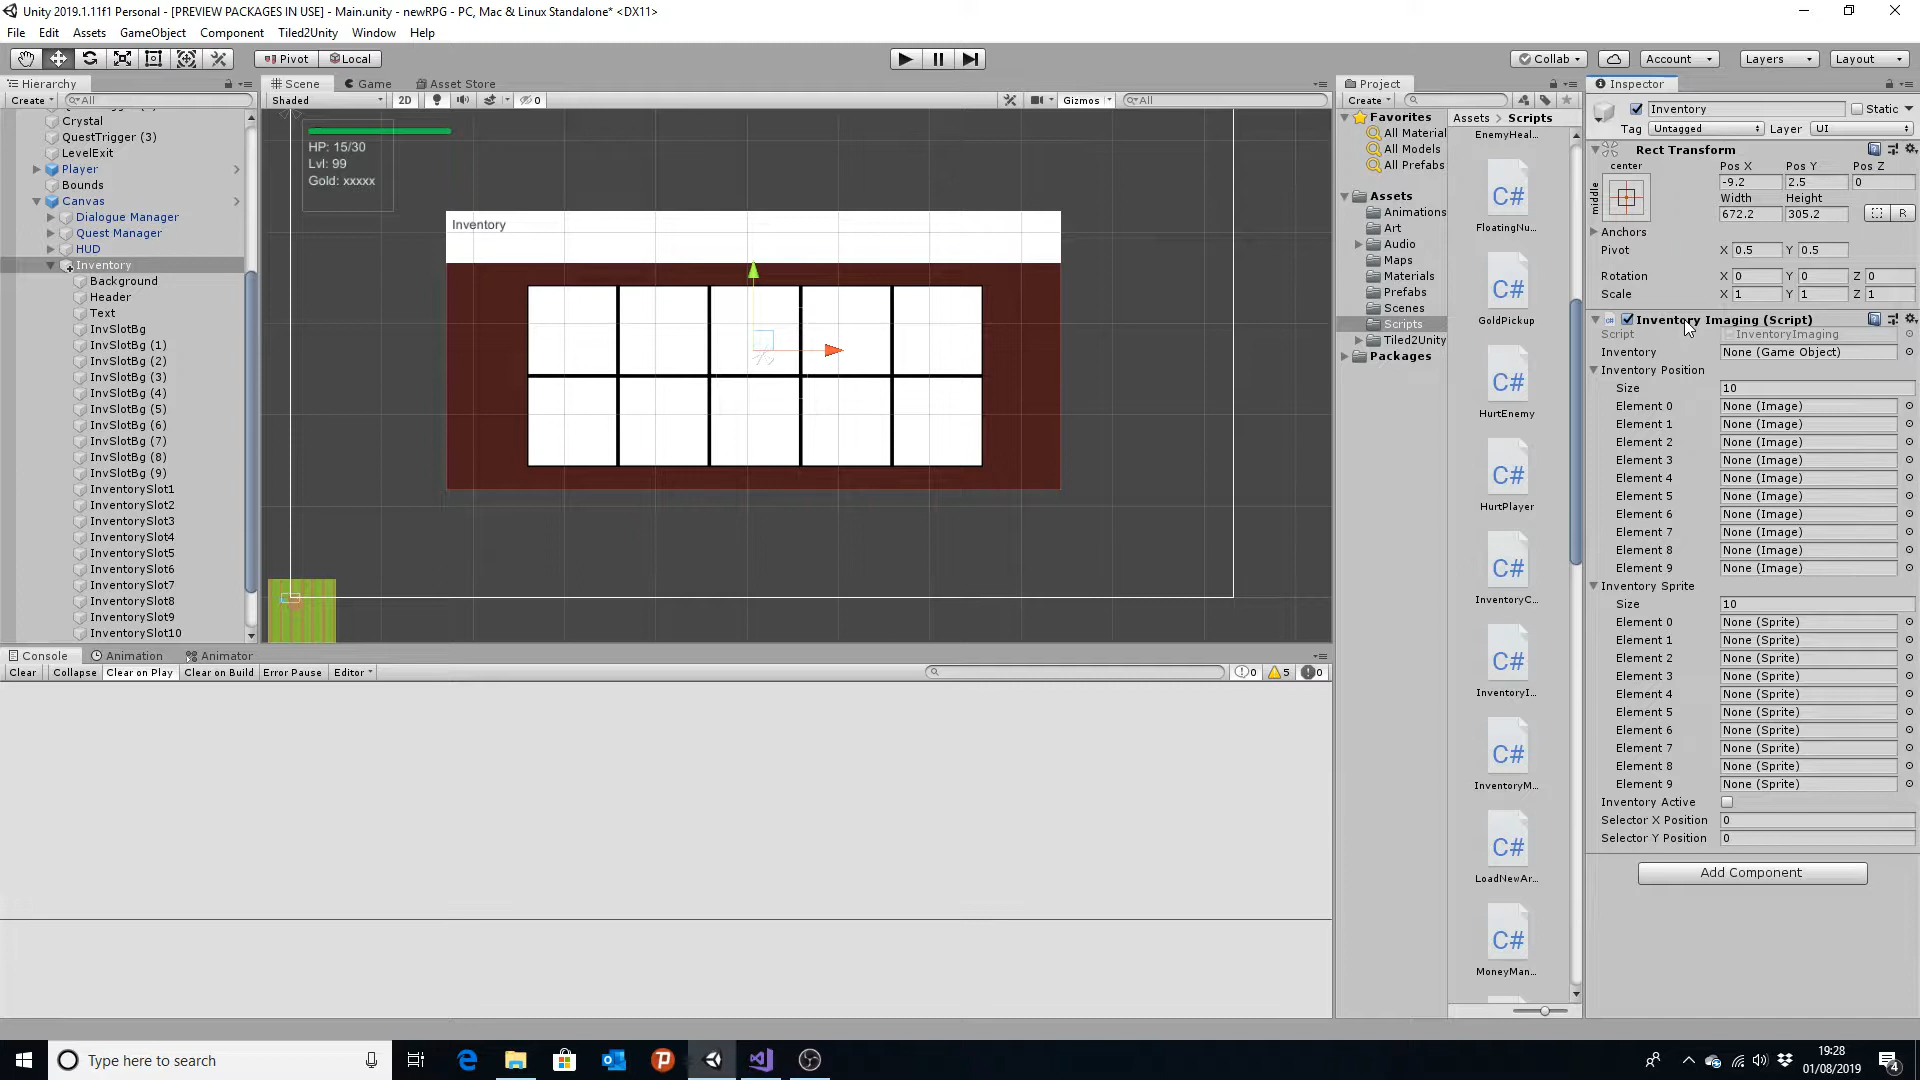 Unity 2019.1.11f1 Personal - [PREVIEW PACKAGES IN USE] - Main.unity - newRPG - PC, Mac & Linux Standalone* <DX11>
File Edit Assets GameObject Component Tiled2Unity Window Help
Pivot Local Collab Account Layers Layout
Hierarchy Scene Game Asset Store Project Inspector
Create All Shaded 2D 0 Gizmos All Create
Crystal
QuestTrigger (3)
LevelExit
Player
Bounds
Canvas
Dialogue Manager
Quest Manager
HUD
Inventory
Background
Header
Text
InvSlotBg
InvSlotBg (1)
InvSlotBg (2)
InvSlotBg (3)
InvSlotBg (4)
InvSlotBg (5)
InvSlotBg (6)
InvSlotBg (7)
InvSlotBg (8)
InvSlotBg (9)
InventorySlot1
InventorySlot2
InventorySlot3
InventorySlot4
InventorySlot5
InventorySlot6
InventorySlot7
InventorySlot8
InventorySlot9
InventorySlot10
HP: 15/30
Lvl: 99
Gold: xxxxx
Inventory
Favorites
All Material
All Models
All Prefabs
Assets
Animations
Art
Audio
Maps
Materials
Prefabs
Scenes
Scripts
Tiled2Unity
Packages
Assets > Scripts
EnemyHeal...
C#
FloatingNu...
C#
GoldPickup
C#
HurtEnemy
C#
HurtPlayer
C#
InventoryC...
C#
InventoryI...
C#
InventoryM...
C#
LoadNewAr...
C#
MoneyMan...
Inventory Static
Tag Untagged Layer UI
Rect Transform
center Pos X Pos Y Pos Z
middle -9.2 2.5 0
Width Height
672.2 305.2 R
Anchors
Pivot X 0.5 Y 0.5
Rotation X 0 Y 0 Z 0
Scale X 1 Y 1 Z 1
Inventory Imaging (Script)
Script InventoryImaging
Inventory None (Game Object)
Inventory Position
Size 10
Element 0 None (Image)
Element 1 None (Image)
Element 2 None (Image)
Element 3 None (Image)
Element 4 None (Image)
Element 5 None (Image)
Element 6 None (Image)
Element 7 None (Image)
Element 8 None (Image)
Element 9 None (Image)
Inventory Sprite
Size 10
Element 0 None (Sprite)
Element 1 None (Sprite)
Element 2 None (Sprite)
Element 3 None (Sprite)
Element 4 None (Sprite)
Element 5 None (Sprite)
Element 6 None (Sprite)
Element 7 None (Sprite)
Element 8 None (Sprite)
Element 9 None (Sprite)
Inventory Active
Selector X Position 0
Selector Y Position 0
Add Component
Console Animation Animator
Clear Collapse Clear on Play Clear on Build Error Pause Editor 0 5 0
Type here to search
19:28
01/08/2019
4